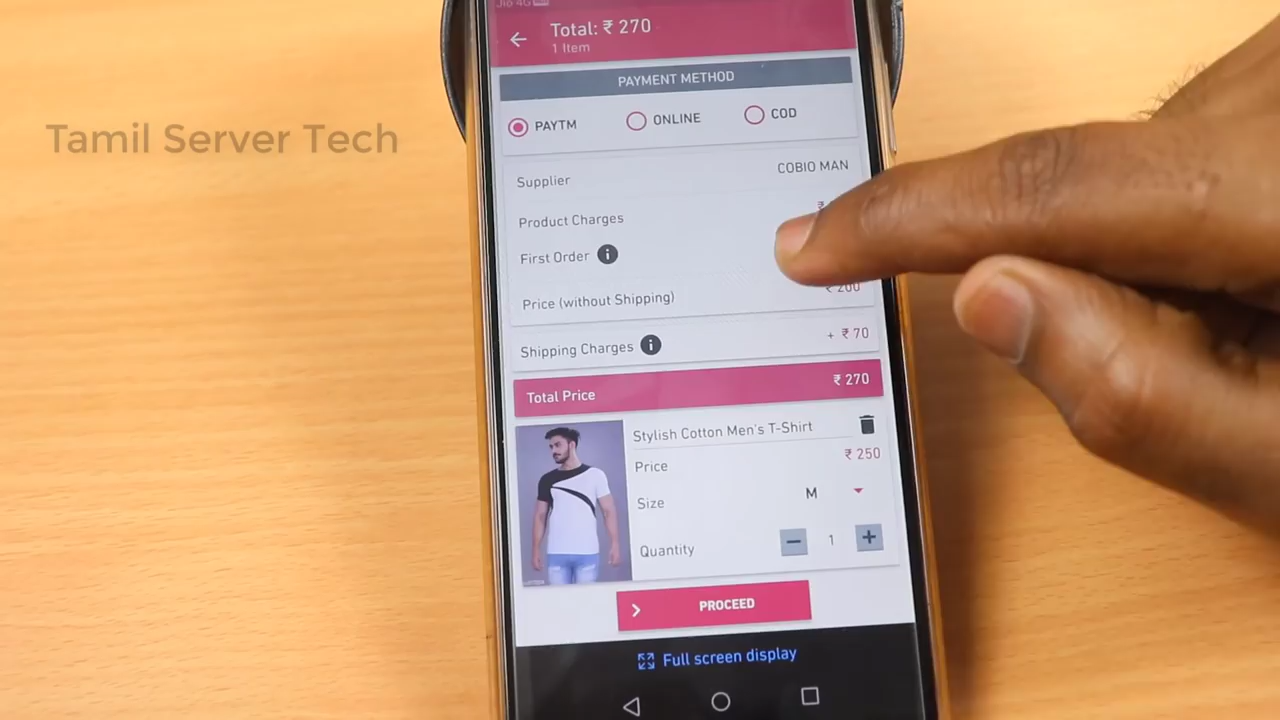 Jio 4G
Total: ₹ 270
1 Item
PAYMENT METHOD
PAYTM ONLINE COD
Tamil Server Tech
Supplier COBIO MAN
Product Charges ₹
First Order i
Price (without Shipping) ₹ 200
Shipping Charges i + ₹ 70
Total Price ₹ 270
Stylish Cotton Men's T-Shirt
Price ₹ 250
Size M
Quantity − 1 +
PROCEED
Full screen display